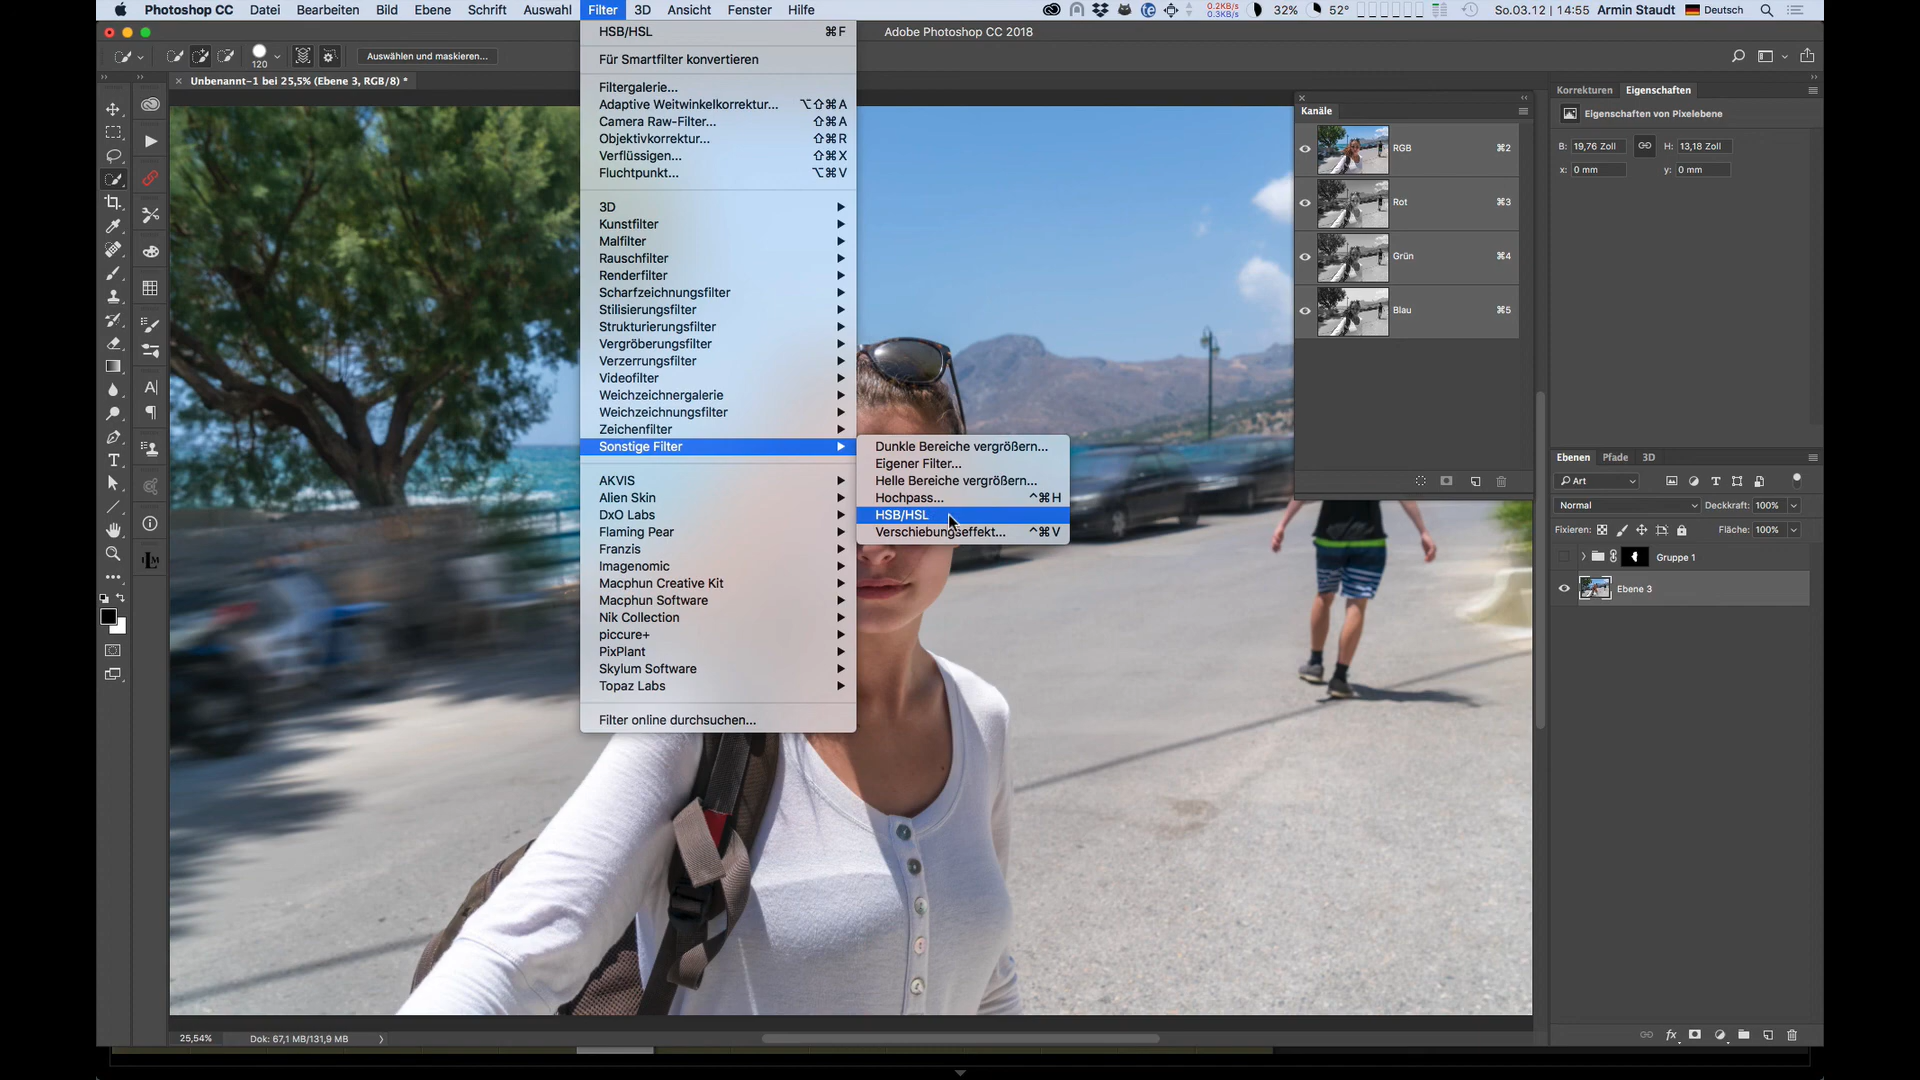 Photoshop CC Datei Bearbeiten Bild Ebene Schrift Auswahl Filter 3D Ansicht Fenster Hilfe
0.2KB/s
0.3KB/s
32% 52° So.03.12 | 14:55 Armin Staudt Deutsch
Adobe Photoshop CC 2018
120
Auswählen und maskieren...
Unbenannt-1 bei 25,5% (Ebene 3, RGB/8) *
HSB/HSL ⌘F
Für Smartfilter konvertieren
Filtergalerie...
Adaptive Weitwinkelkorrektur... ⌥⇧⌘A
Camera Raw-Filter... ⇧⌘A
Objektivkorrektur... ⇧⌘R
Verflüssigen... ⇧⌘X
Fluchtpunkt... ⌥⌘V
3D
Kunstfilter
Malfilter
Rauschfilter
Renderfilter
Scharfzeichnungsfilter
Stilisierungsfilter
Strukturierungsfilter
Vergröberungsfilter
Verzerrungsfilter
Videofilter
Weichzeichnergalerie
Weichzeichnungsfilter
Zeichenfilter
Sonstige Filter
AKVIS
Alien Skin
DxO Labs
Flaming Pear
Franzis
Imagenomic
Macphun Creative Kit
Macphun Software
Nik Collection
piccure+
PixPlant
Skylum Software
Topaz Labs
Filter online durchsuchen...
Dunkle Bereiche vergrößern...
Eigener Filter...
Helle Bereiche vergrößern...
Hochpass... ^⌘H
HSB/HSL
Verschiebungseffekt... ^⌘V
Kanäle
RGB ⌘2
Rot ⌘3
Grün ⌘4
Blau ⌘5
Korrekturen Eigenschaften
Eigenschaften von Pixelebene
B: 19,76 Zoll H: 13,18 Zoll
x: 0 mm y: 0 mm
Ebenen Pfade 3D
Art
Normal Deckkraft: 100%
Fixieren: Fläche: 100%
Gruppe 1
Ebene 3
25,54% Dok: 67,1 MB/131,9 MB